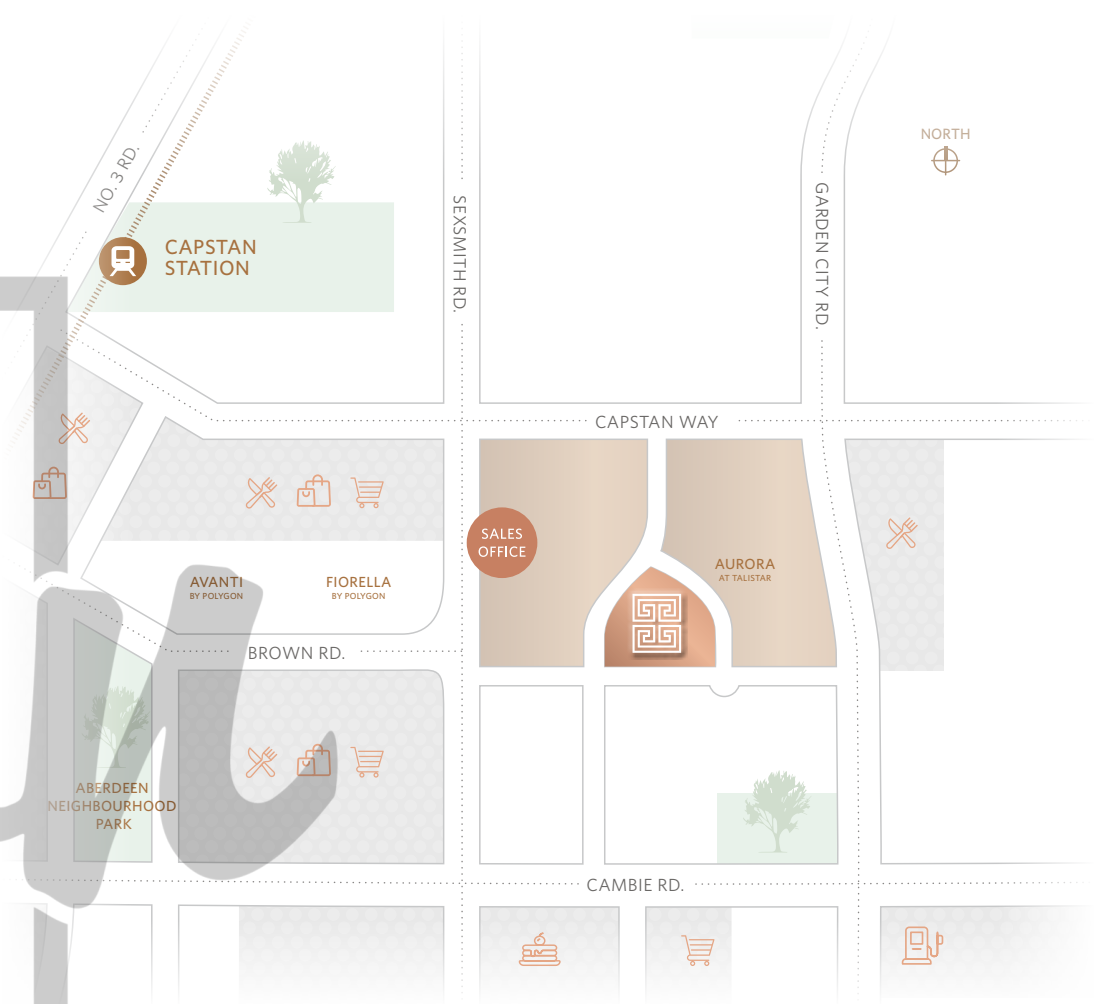 NORTH
NO. 3 RD.
SEXSMITH RD.
GARDEN CITY RD.
CAPSTAN
STATION
CAPSTAN WAY
SALES
OFFICE
AURORA
AT TALISTAR
AVANTI
BY POLYGON
FIORELLA
BY POLYGON
BROWN RD.
ABERDEEN
NEIGHBOURHOOD
PARK
CAMBIE RD.